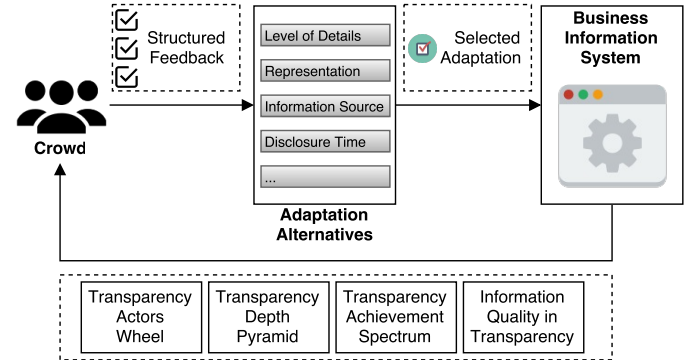 Structured
Feedback
Level of Details
Representation
Information Source
Disclosure Time
...
Selected
Adaptation
Business
Information
System
Crowd
Adaptation
Alternatives
Transparency
Actors
Wheel
Transparency
Depth
Pyramid
Transparency
Achievement
Spectrum
Information
Quality in
Transparency